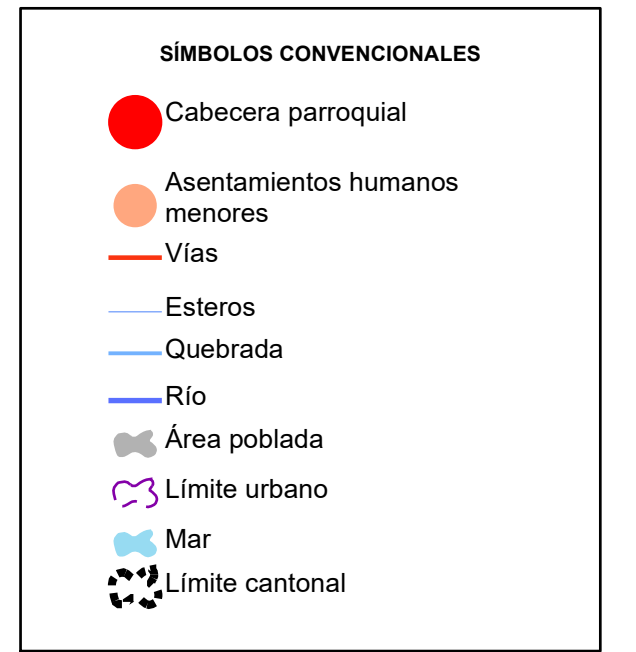 SÍMBOLOS CONVENCIONALES
Cabecera parroquial
Asentamientos humanos
menores
Vías
Esteros
Quebrada
Río
Área poblada
Límite urbano
Mar
Límite cantonal